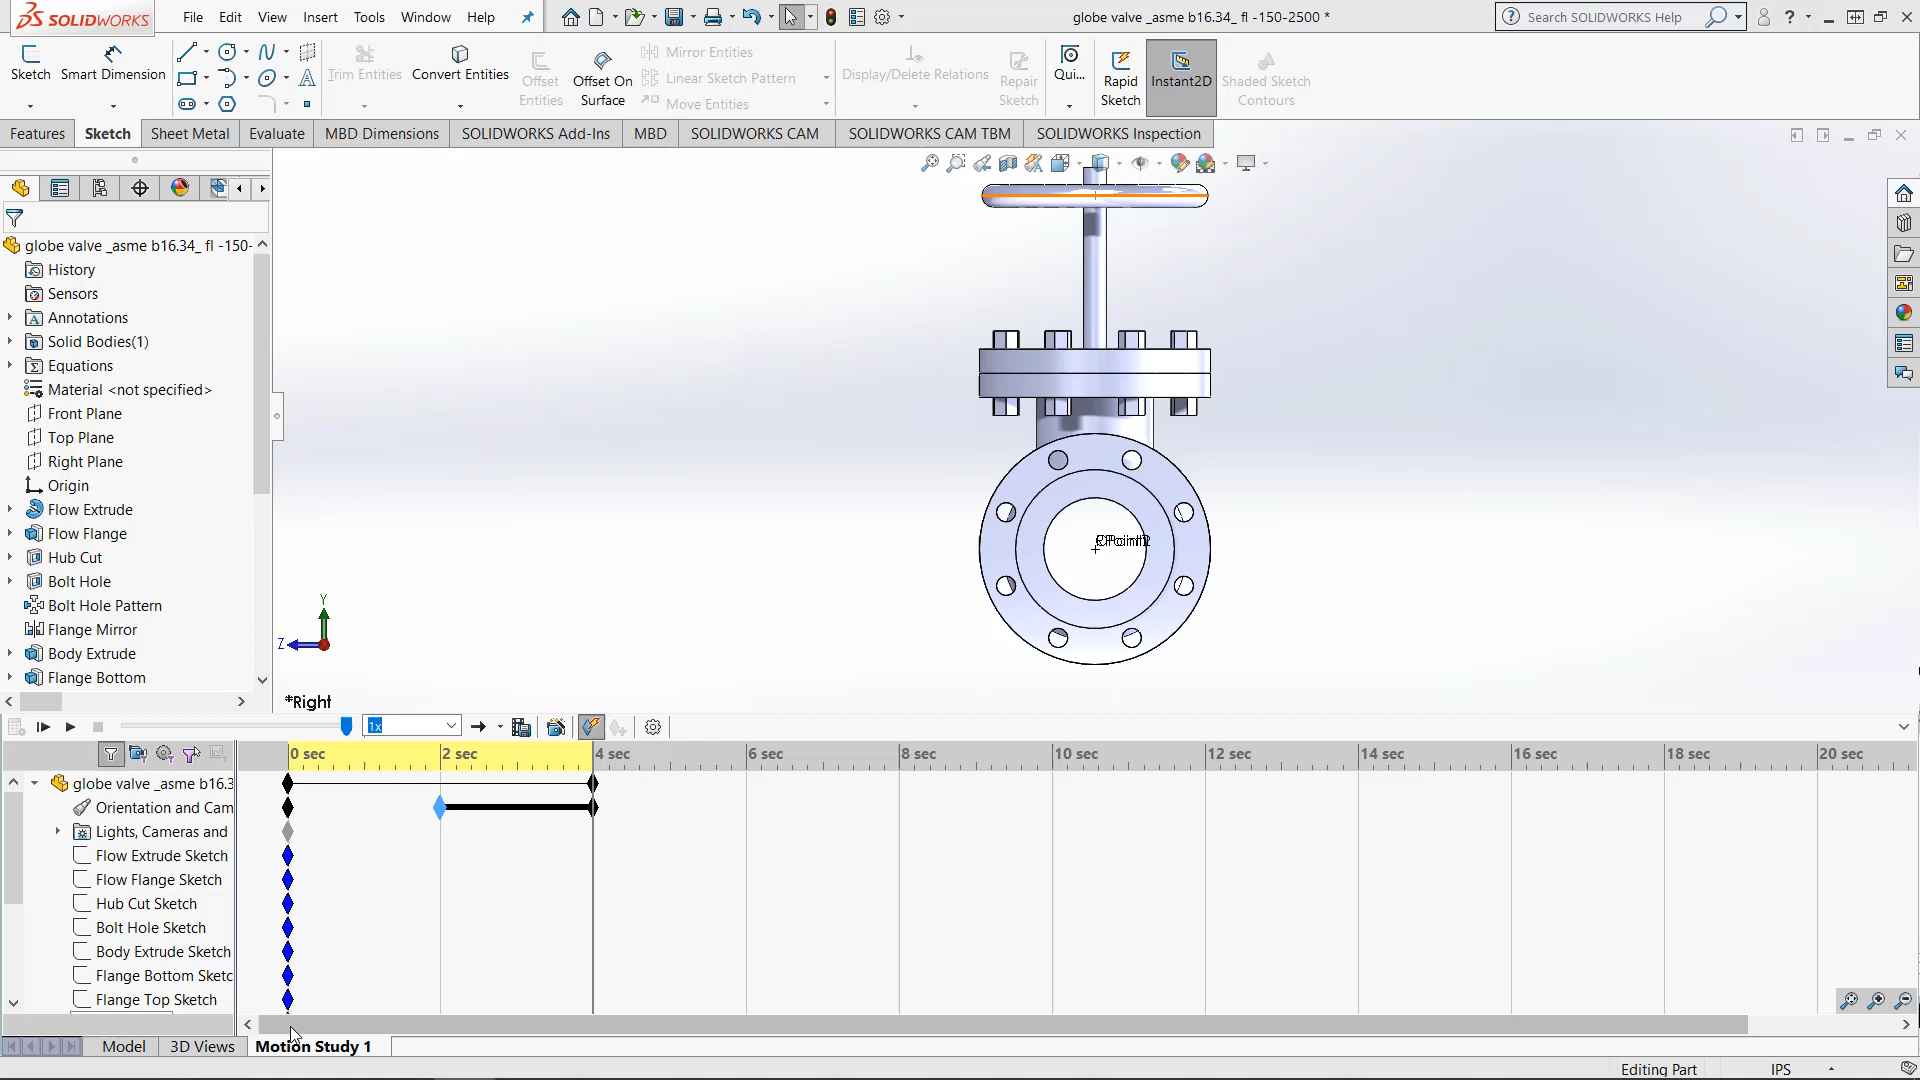 SOLIDWORKS
File Edit View Insert Tools Window Help
globe valve _asme b16.34_ fl -150-2500 *
Search SOLIDWORKS Help
Sketch
Smart Dimension
Trim Entities
Convert Entities
Offset
Entities
Offset On
Surface
Mirror Entities
Linear Sketch Pattern
Move Entities
Display/Delete Relations
Repair
Sketch
Qui...
Rapid
Sketch
Instant2D
Shaded Sketch
Contours
Features Sketch Sheet Metal Evaluate MBD Dimensions SOLIDWORKS Add-Ins MBD SOLIDWORKS CAM SOLIDWORKS CAM TBM SOLIDWORKS Inspection
globe valve _asme b16.34_ fl -150-
History
Sensors
Annotations
Solid Bodies(1)
Equations
Material <not specified>
Front Plane
Top Plane
Right Plane
Origin
Flow Extrude
Flow Flange
Hub Cut
Bolt Hole
Bolt Hole Pattern
Flange Mirror
Body Extrude
Flange Bottom
Y
Z
*Right
1x
0 sec 2 sec 4 sec 6 sec 8 sec 10 sec 12 sec 14 sec 16 sec 18 sec 20 sec
globe valve _asme b16.3
Orientation and Cam
Lights, Cameras and
Flow Extrude Sketch
Flow Flange Sketch
Hub Cut Sketch
Bolt Hole Sketch
Body Extrude Sketch
Flange Bottom Sketc
Flange Top Sketch
Model 3D Views Motion Study 1
Editing Part IPS